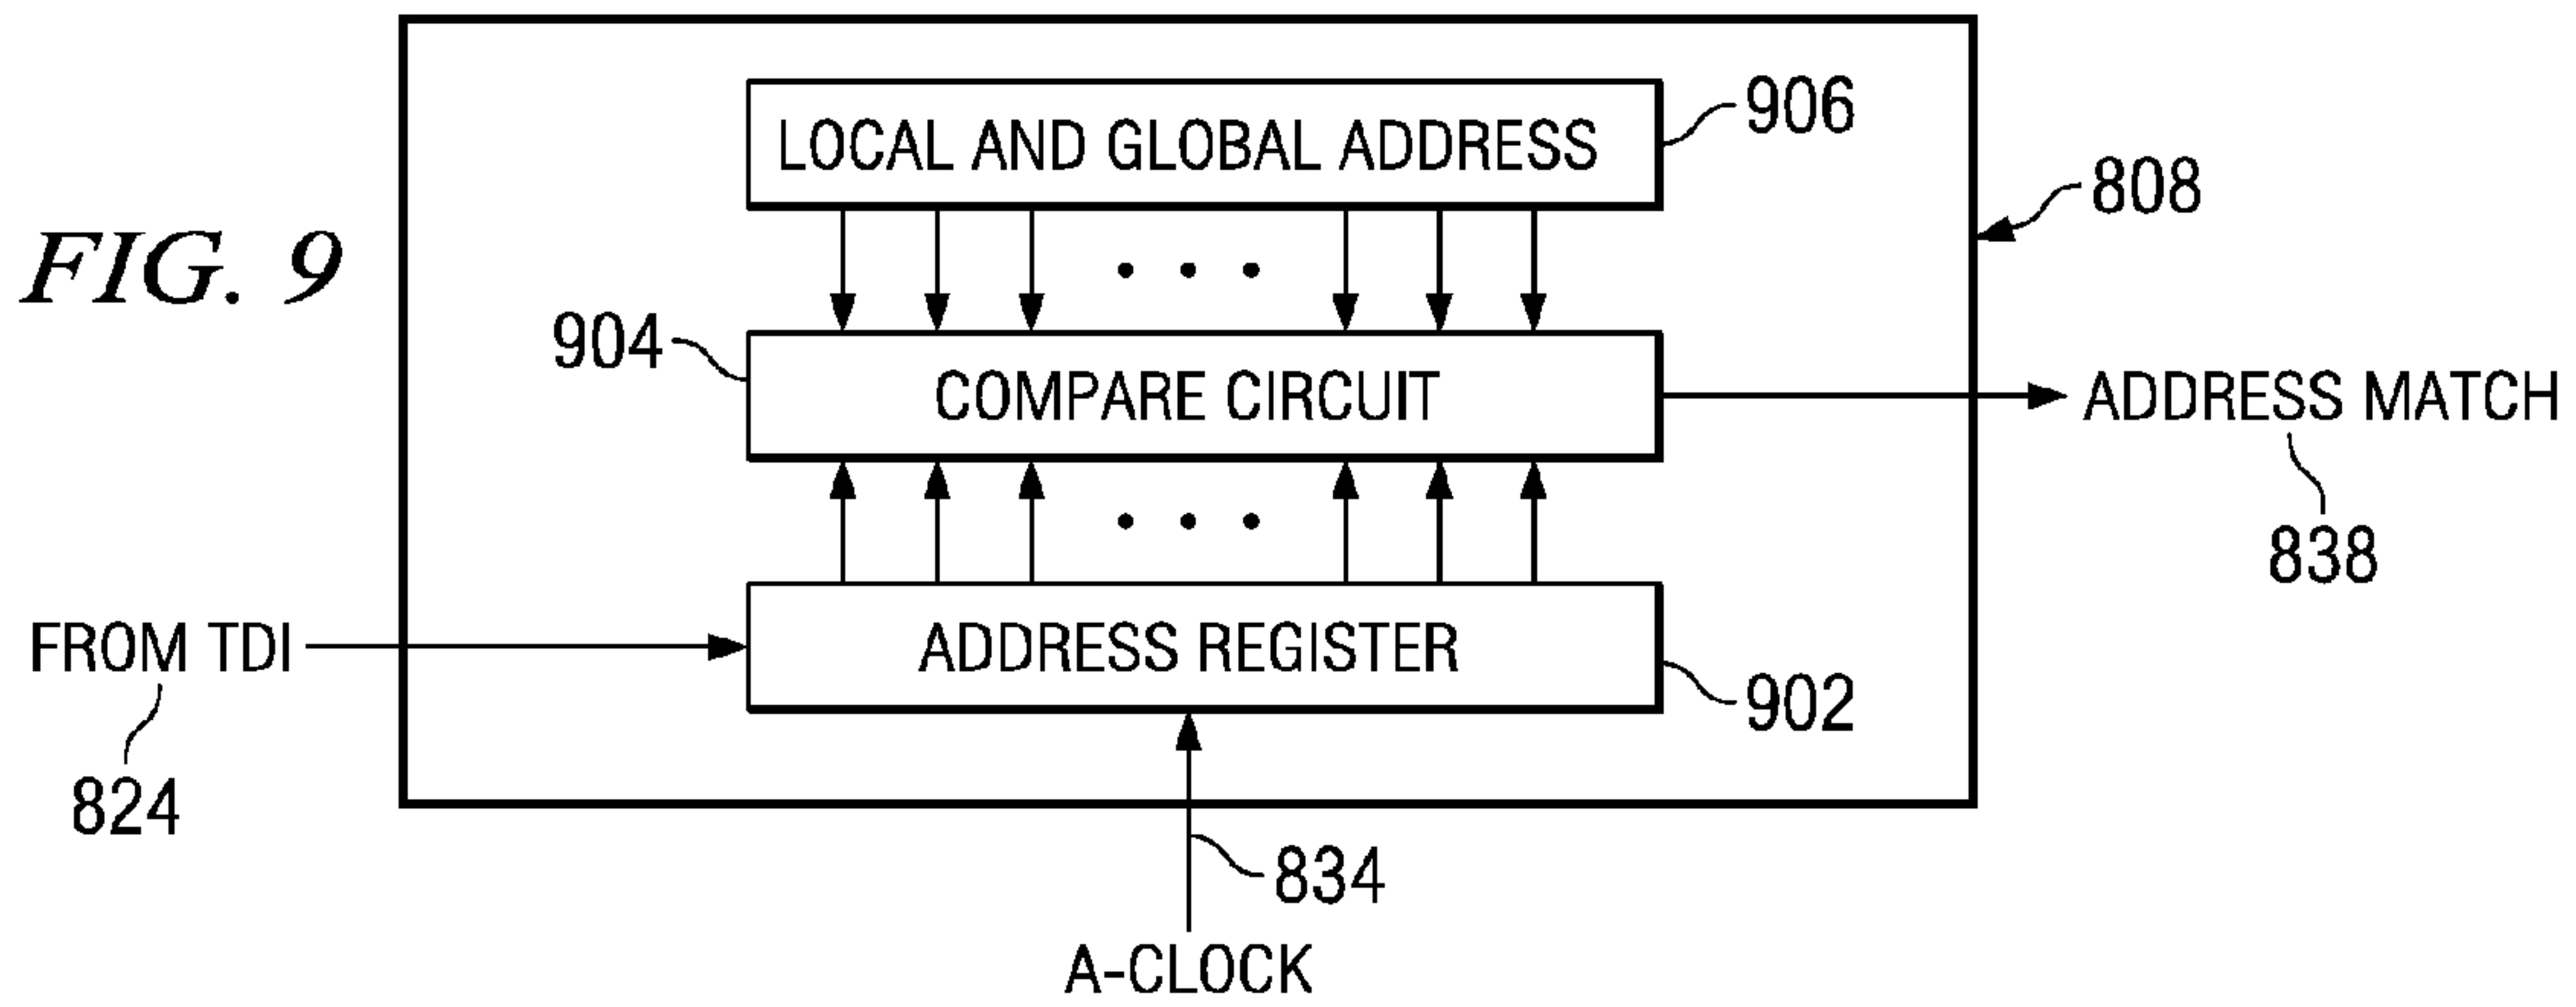 FIG. 9
LOCAL AND GLOBAL ADDRESS
906
808
904
COMPARE CIRCUIT
ADDRESS MATCH
838
FROM TDI
824
ADDRESS REGISTER
902
834
A-CLOCK